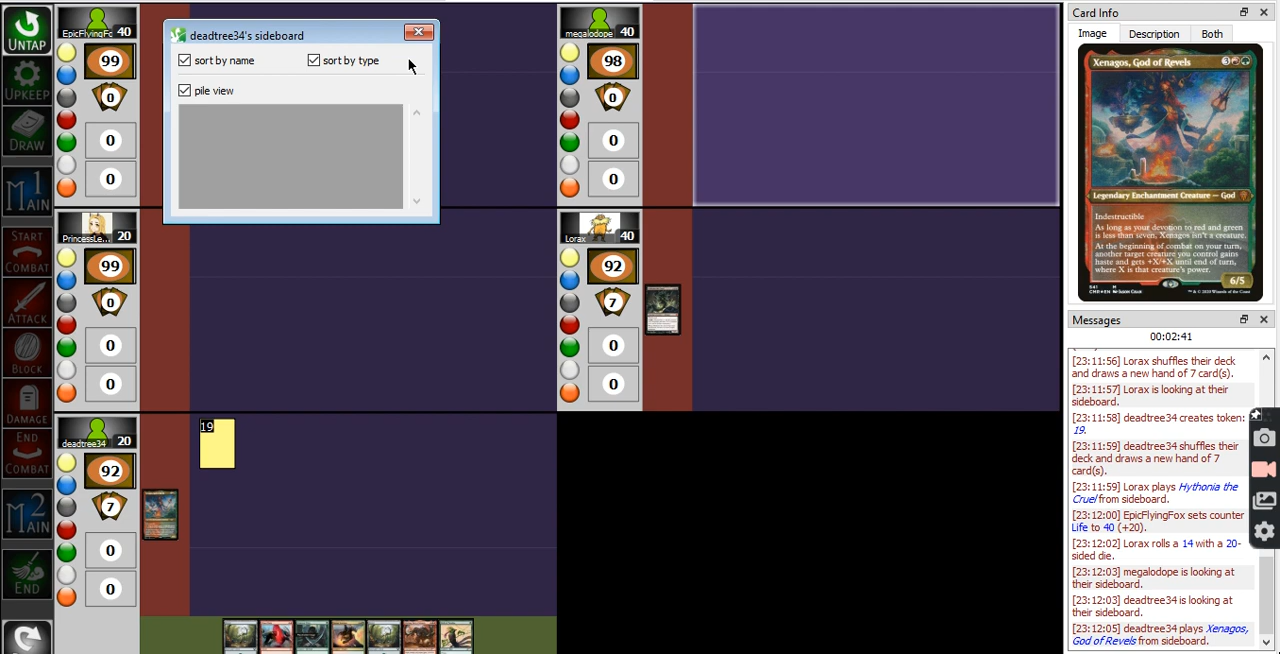 UNTAP
UPKEEP
DRAW
1
MAIN
START
COMBAT
ATTACK
BLOCK
DAMAGE
END
COMBAT
2
MAIN
END
EpicFlyingFc 40
99
0
0
0
deadtree34's sideboard
sort by name
sort by type
pile view
megalodope 40
98
0
0
0
PrincessLe... 20
99
0
0
0
Lorax 40
92
7
0
0
deadtree34 20
92
7
0
0
19
Card Info
Image
Description
Both
Xenagos, God of Revels
3
Legendary Enchantment Creature — God
Indestructible
As long as your devotion to red and green
is less than seven, Xenagos isn't a creature.
At the beginning of combat on your turn,
another target creature you control gains
haste and gets +X/+X until end of turn,
where X is that creature's power.
6/5
Messages
00:02:41
[23:11:56] Lorax shuffles their
deck and draws a new hand of 7
card(s).
[23:11:57] Lorax is looking at their
sideboard.
[23:11:58] deadtree34 creates token:
19.
[23:11:59] deadtree34 shuffles their
deck and draws a new hand of 7
card(s).
[23:11:59] Lorax plays Hythonia the
Cruel from sideboard.
[23:12:00] EpicFlyingFox sets counter
Life to 40 (+20).
[23:12:02] Lorax rolls a 14 with a 20-
sided die.
[23:12:03] megalodope is looking at
their sideboard.
[23:12:03] deadtree34 is looking at
their sideboard.
[23:12:05] deadtree34 plays Xenagos,
God of Revels from sideboard.